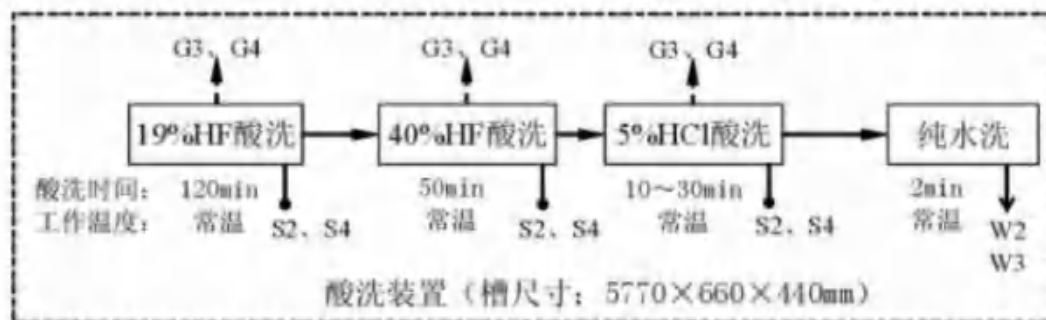 G3、G4 G3、G4 G3、G4
19%HF酸洗 40%HF酸洗 5%HCl酸洗 纯水洗
酸洗时间： 120min 50min 10～30min 2min
工作温度： 常温 S2、S4 常温 S2、S4 常温 S2、S4 常温 W2
W3
酸洗装置（槽尺寸：5770×660×440mm）